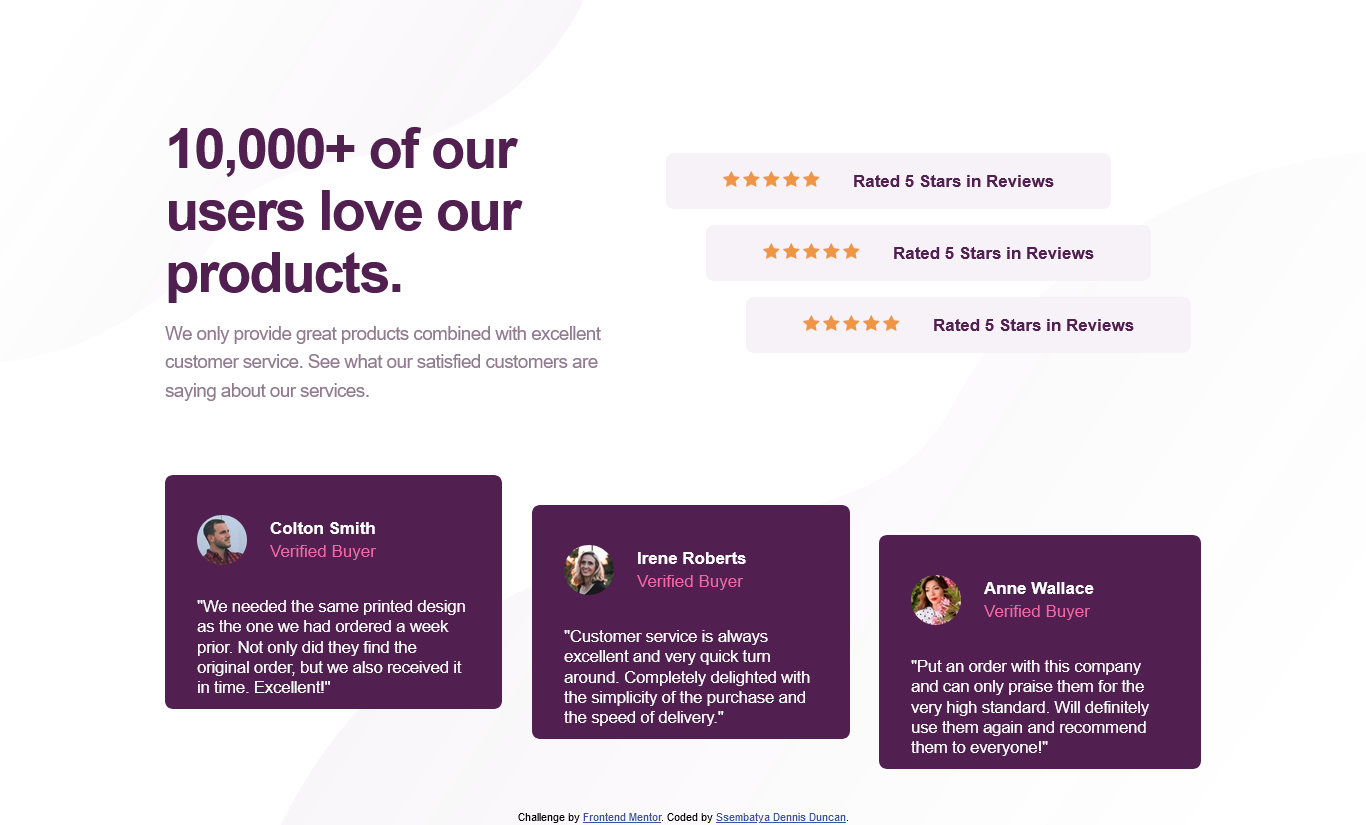 10,000+ of our
users love our
products.
We only provide great products combined with excellent
customer service. See what our satisfied customers are
saying about our services.
Rated 5 Stars in Reviews
Rated 5 Stars in Reviews
Rated 5 Stars in Reviews
Colton Smith
Verified Buyer
"We needed the same printed design
as the one we had ordered a week
prior. Not only did they find the
original order, but we also received it
in time. Excellent!"
Irene Roberts
Verified Buyer
"Customer service is always
excellent and very quick turn
around. Completely delighted with
the simplicity of the purchase and
the speed of delivery."
Anne Wallace
Verified Buyer
"Put an order with this company
and can only praise them for the
very high standard. Will definitely
use them again and recommend
them to everyone!"
Challenge by Frontend Mentor. Coded by Ssembatya Dennis Duncan.